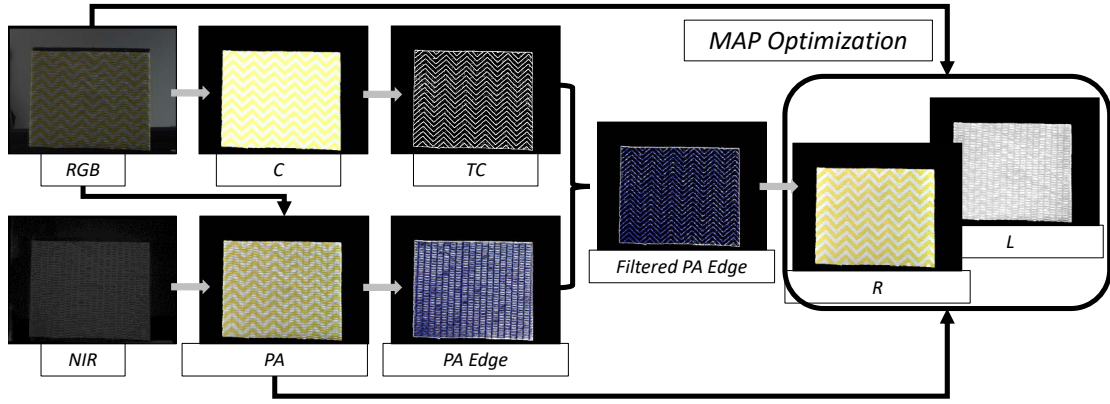 MAP Optimization
RGB
C
TC
Filtered PA Edge
L
R
NIR
PA
PA Edge